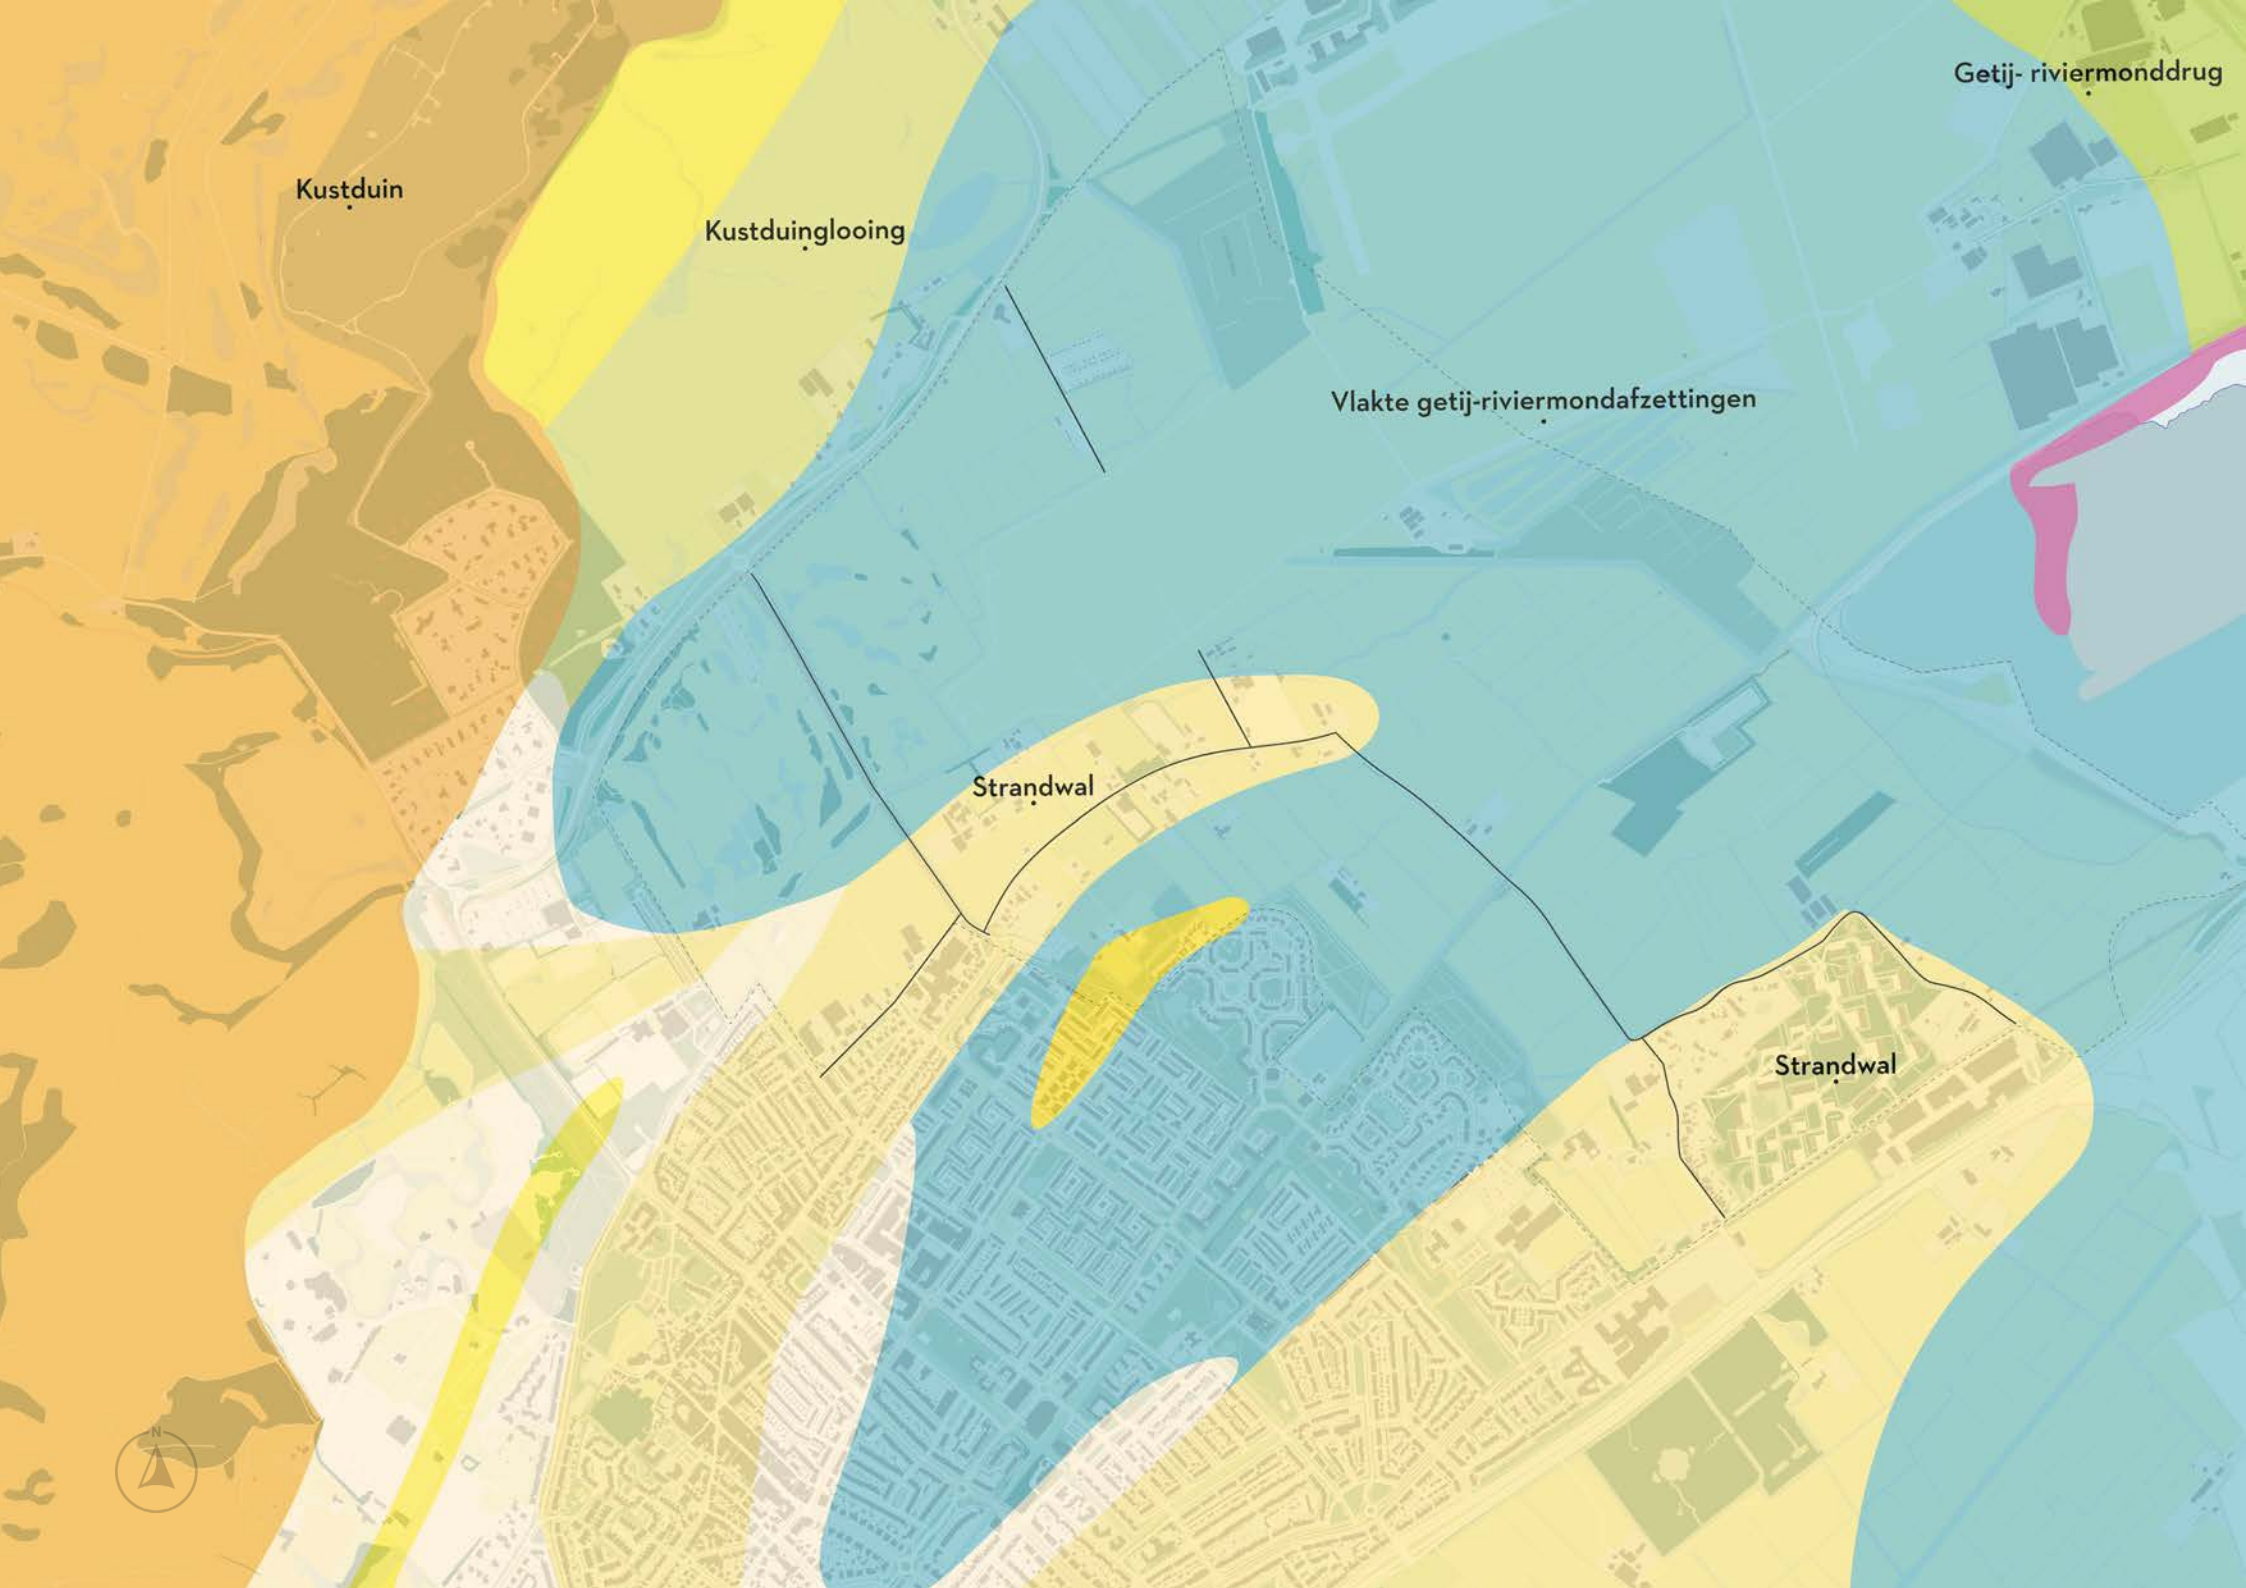 Getij- riviermonddrug
Kustduin
Kustduinglooing
Vlakte getij-riviermondafzettingen
Strandwal
Strandwal
N